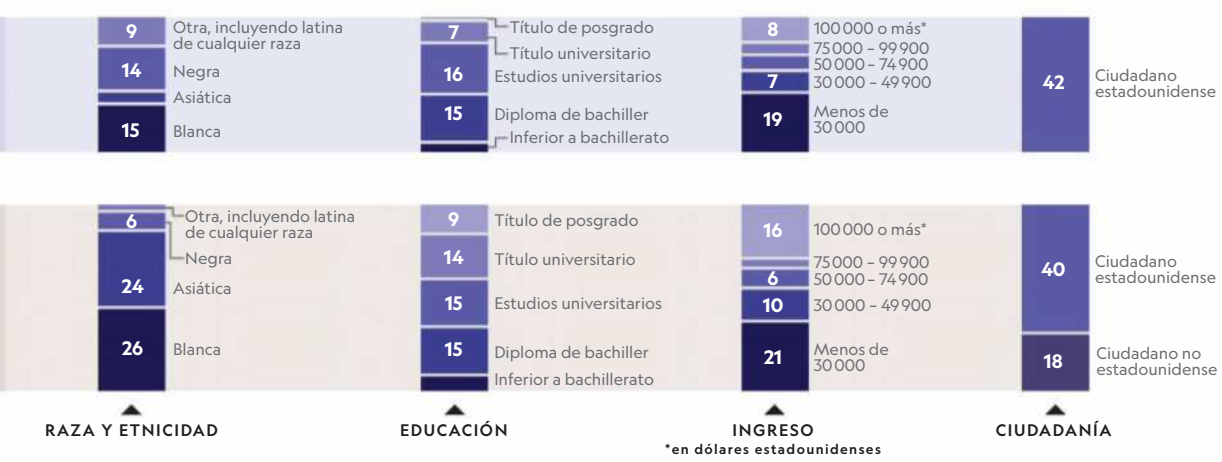 9
Otra, incluyendo latina
de cualquier raza
14
Negra
Asiática
15
Blanca
Título de posgrado
7
Título universitario
16
Estudios universitarios
15
Diploma de bachiller
Inferior a bachillerato
8
100 000 o más*
75 000 – 99 900
50 000 – 74 900
7
30 000 – 49 900
19
Menos de
30 000
42
Ciudadano
estadounidense
6
Otra, incluyendo latina
de cualquier raza
Negra
24
Asiática
26
Blanca
9
Título de posgrado
14
Título universitario
15
Estudios universitarios
15
Diploma de bachiller
Inferior a bachillerato
16
100 000 o más*
75 000 – 99 900
6
50 000 – 74 900
10
30 000 – 49 900
21
Menos de
30 000
40
Ciudadano
estadounidense
18
Ciudadano no
estadounidense
RAZA Y ETNICIDAD
EDUCACIÓN
INGRESO
*en dólares estadounidenses
CIUDADANÍA